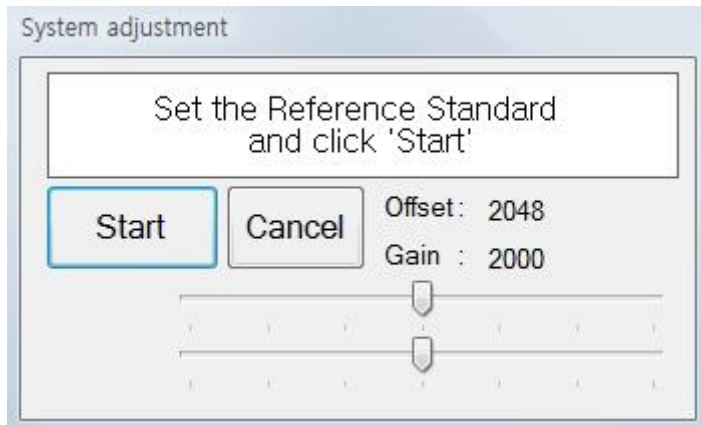 System adjustment
Set the Reference Standard
and click 'Start'
Start
Cancel
Offset : 2048
Gain : 2000